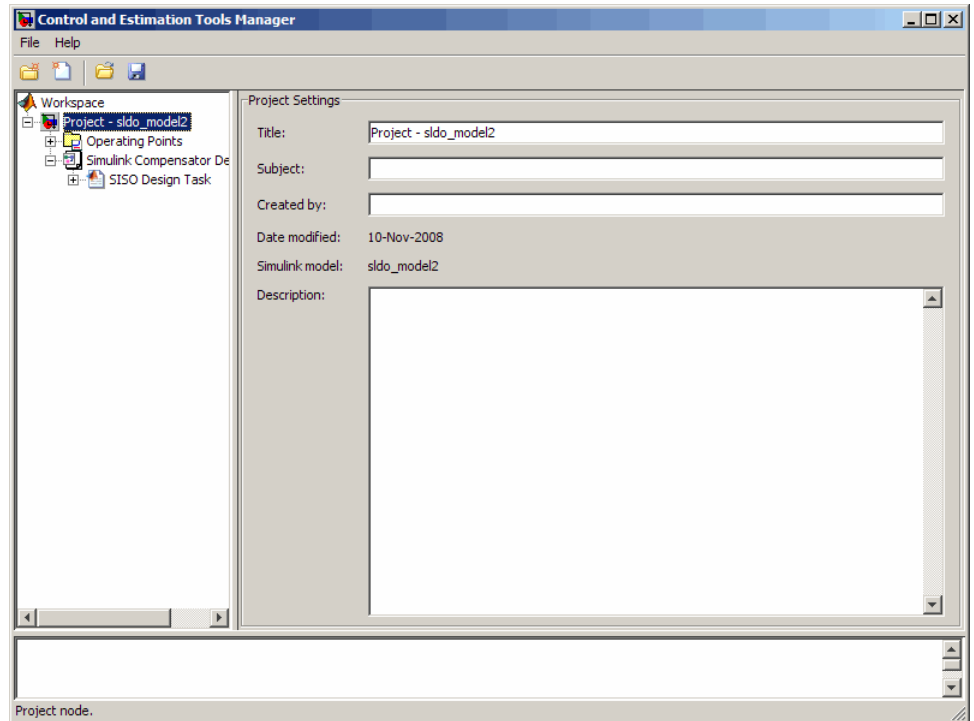 Control and Estimation Tools Manager
File Help
Workspace
Project - sldo_model2
Operating Points
Simulink Compensator De
SISO Design Task
Project Settings
Title: Project - sldo_model2
Subject:
Created by:
Date modified: 10-Nov-2008
Simulink model: sldo_model2
Description:
Project node.